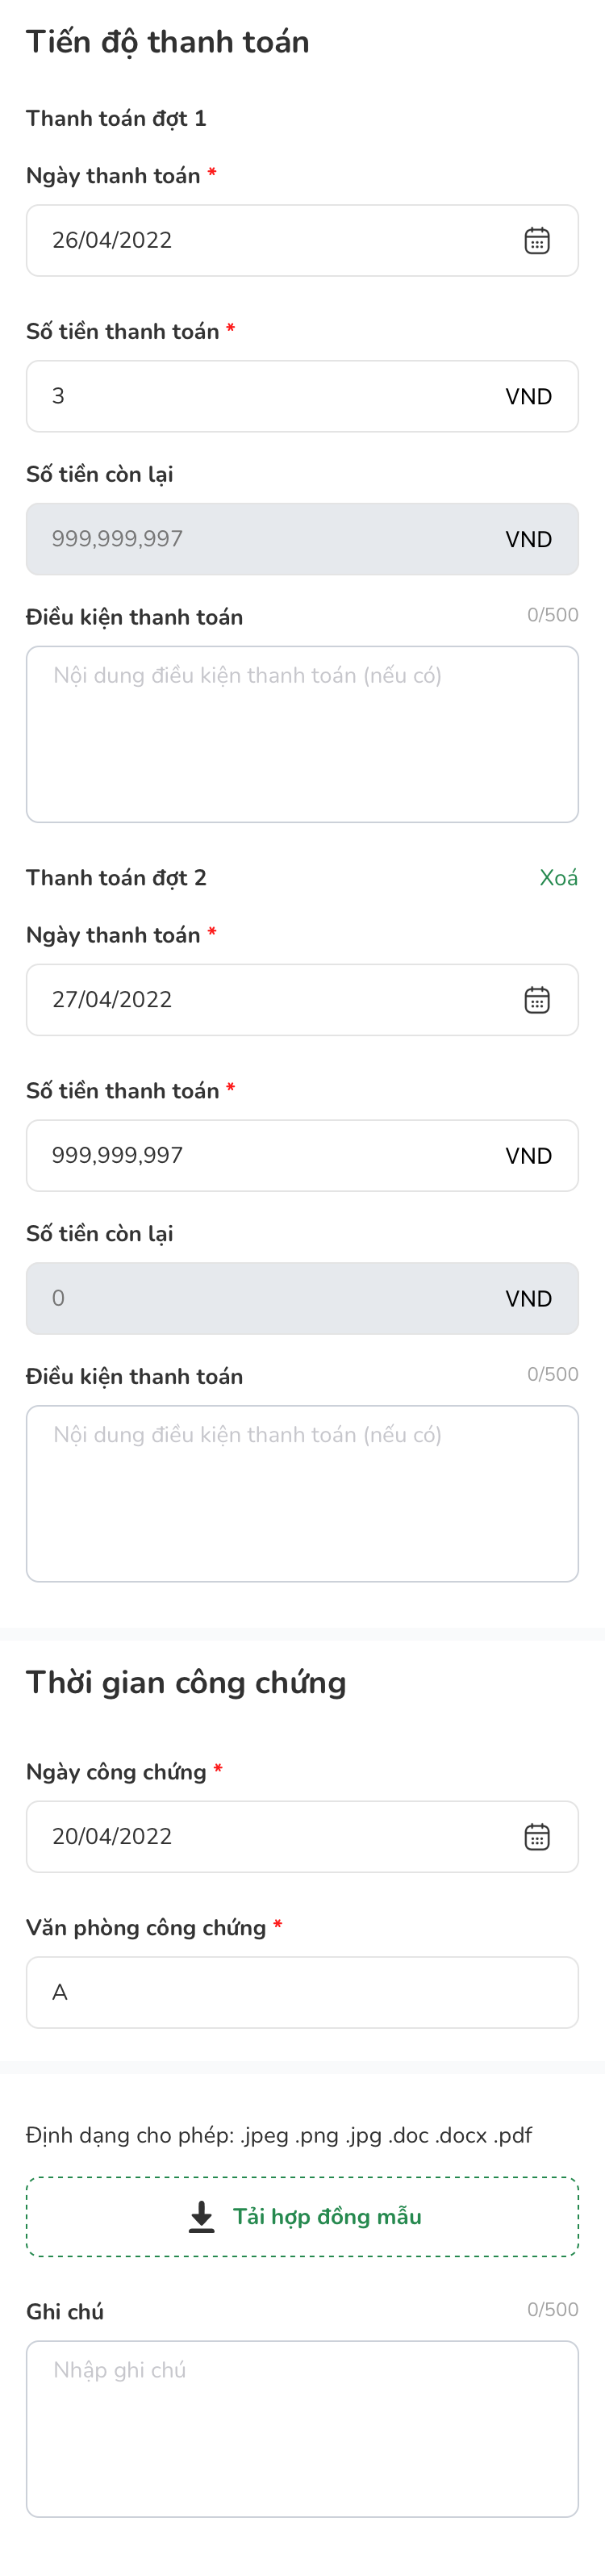 Tiến độ thanh toán
Thanh toán đợt 1
Ngày thanh toán *
26/04/2022
Số tiền thanh toán *
3 VND
Số tiền còn lại
999,999,997 VND
Điều kiện thanh toán 0/500
Nội dung điều kiện thanh toán (nếu có)
Thanh toán đợt 2 Xoá
Ngày thanh toán *
27/04/2022
Số tiền thanh toán *
999,999,997 VND
Số tiền còn lại
0 VND
Điều kiện thanh toán 0/500
Nội dung điều kiện thanh toán (nếu có)
Thời gian công chứng
Ngày công chứng *
20/04/2022
Văn phòng công chứng *
A
Định dạng cho phép: .jpeg .png .jpg .doc .docx .pdf
Tải hợp đồng mẫu
Ghi chú 0/500
Nhập ghi chú